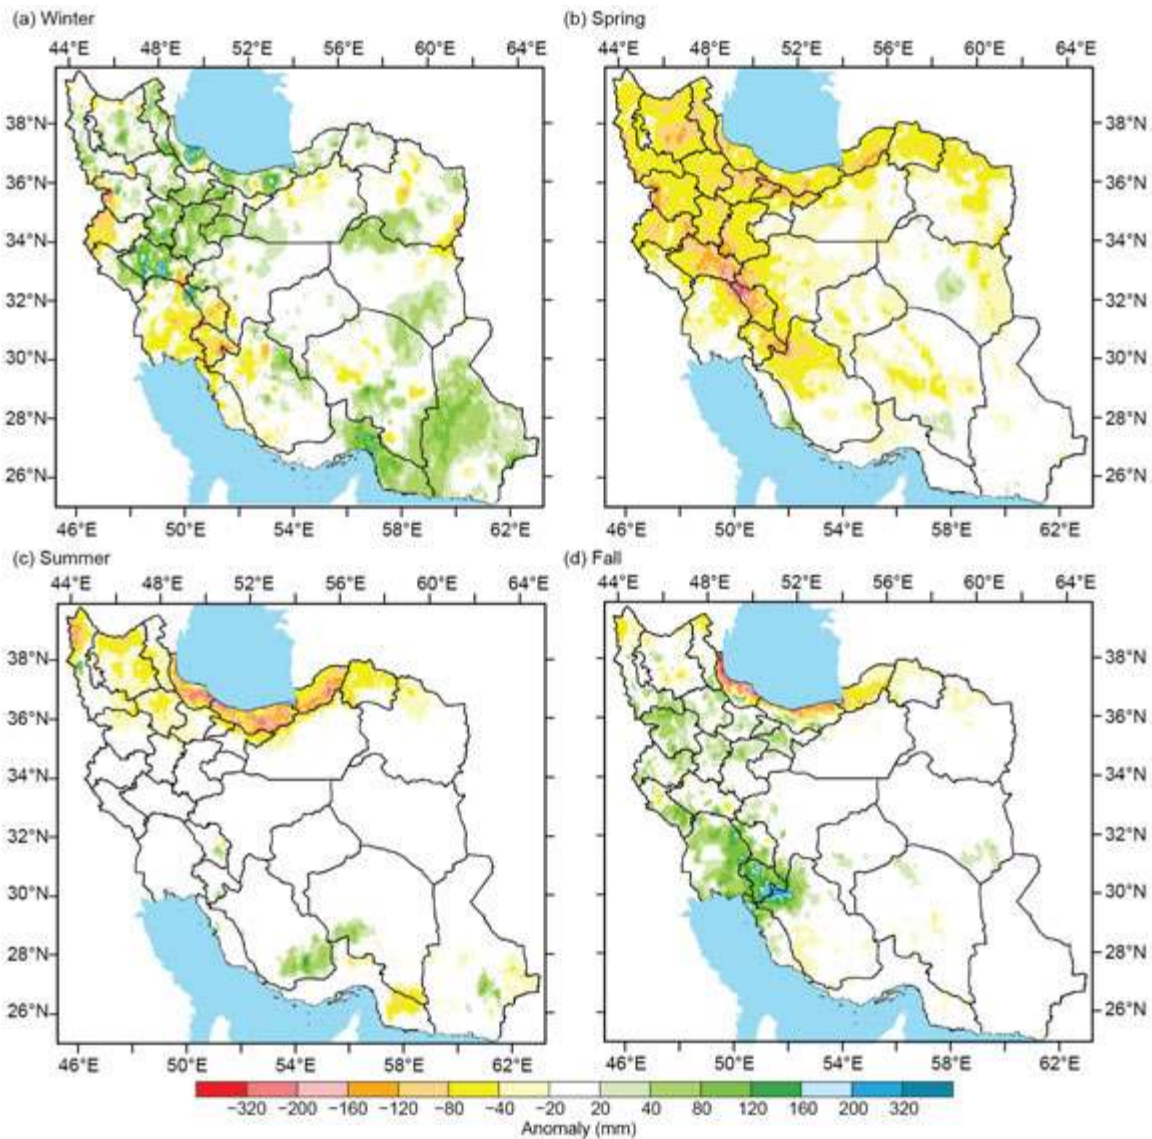 (a) Winter
(b) Spring
44°E 48°E 52°E 56°E 60°E 64°E
44°E 48°E 52°E 56°E 60°E 64°E
38°N
36°N
34°N
32°N
30°N
28°N
26°N
38°N
36°N
34°N
32°N
30°N
28°N
26°N
46°E 50°E 54°E 58°E 62°E
46°E 50°E 54°E 58°E 62°E
(c) Summer
(d) Fall
44°E 48°E 52°E 56°E 60°E 64°E
44°E 48°E 52°E 56°E 60°E 64°E
38°N
36°N
34°N
32°N
30°N
28°N
26°N
38°N
36°N
34°N
32°N
30°N
28°N
26°N
46°E 50°E 54°E 58°E 62°E
46°E 50°E 54°E 58°E 62°E
−320 −200 −160 −120 −80 −40 −20 20 40 80 120 160 200 320
Anomaly (mm)